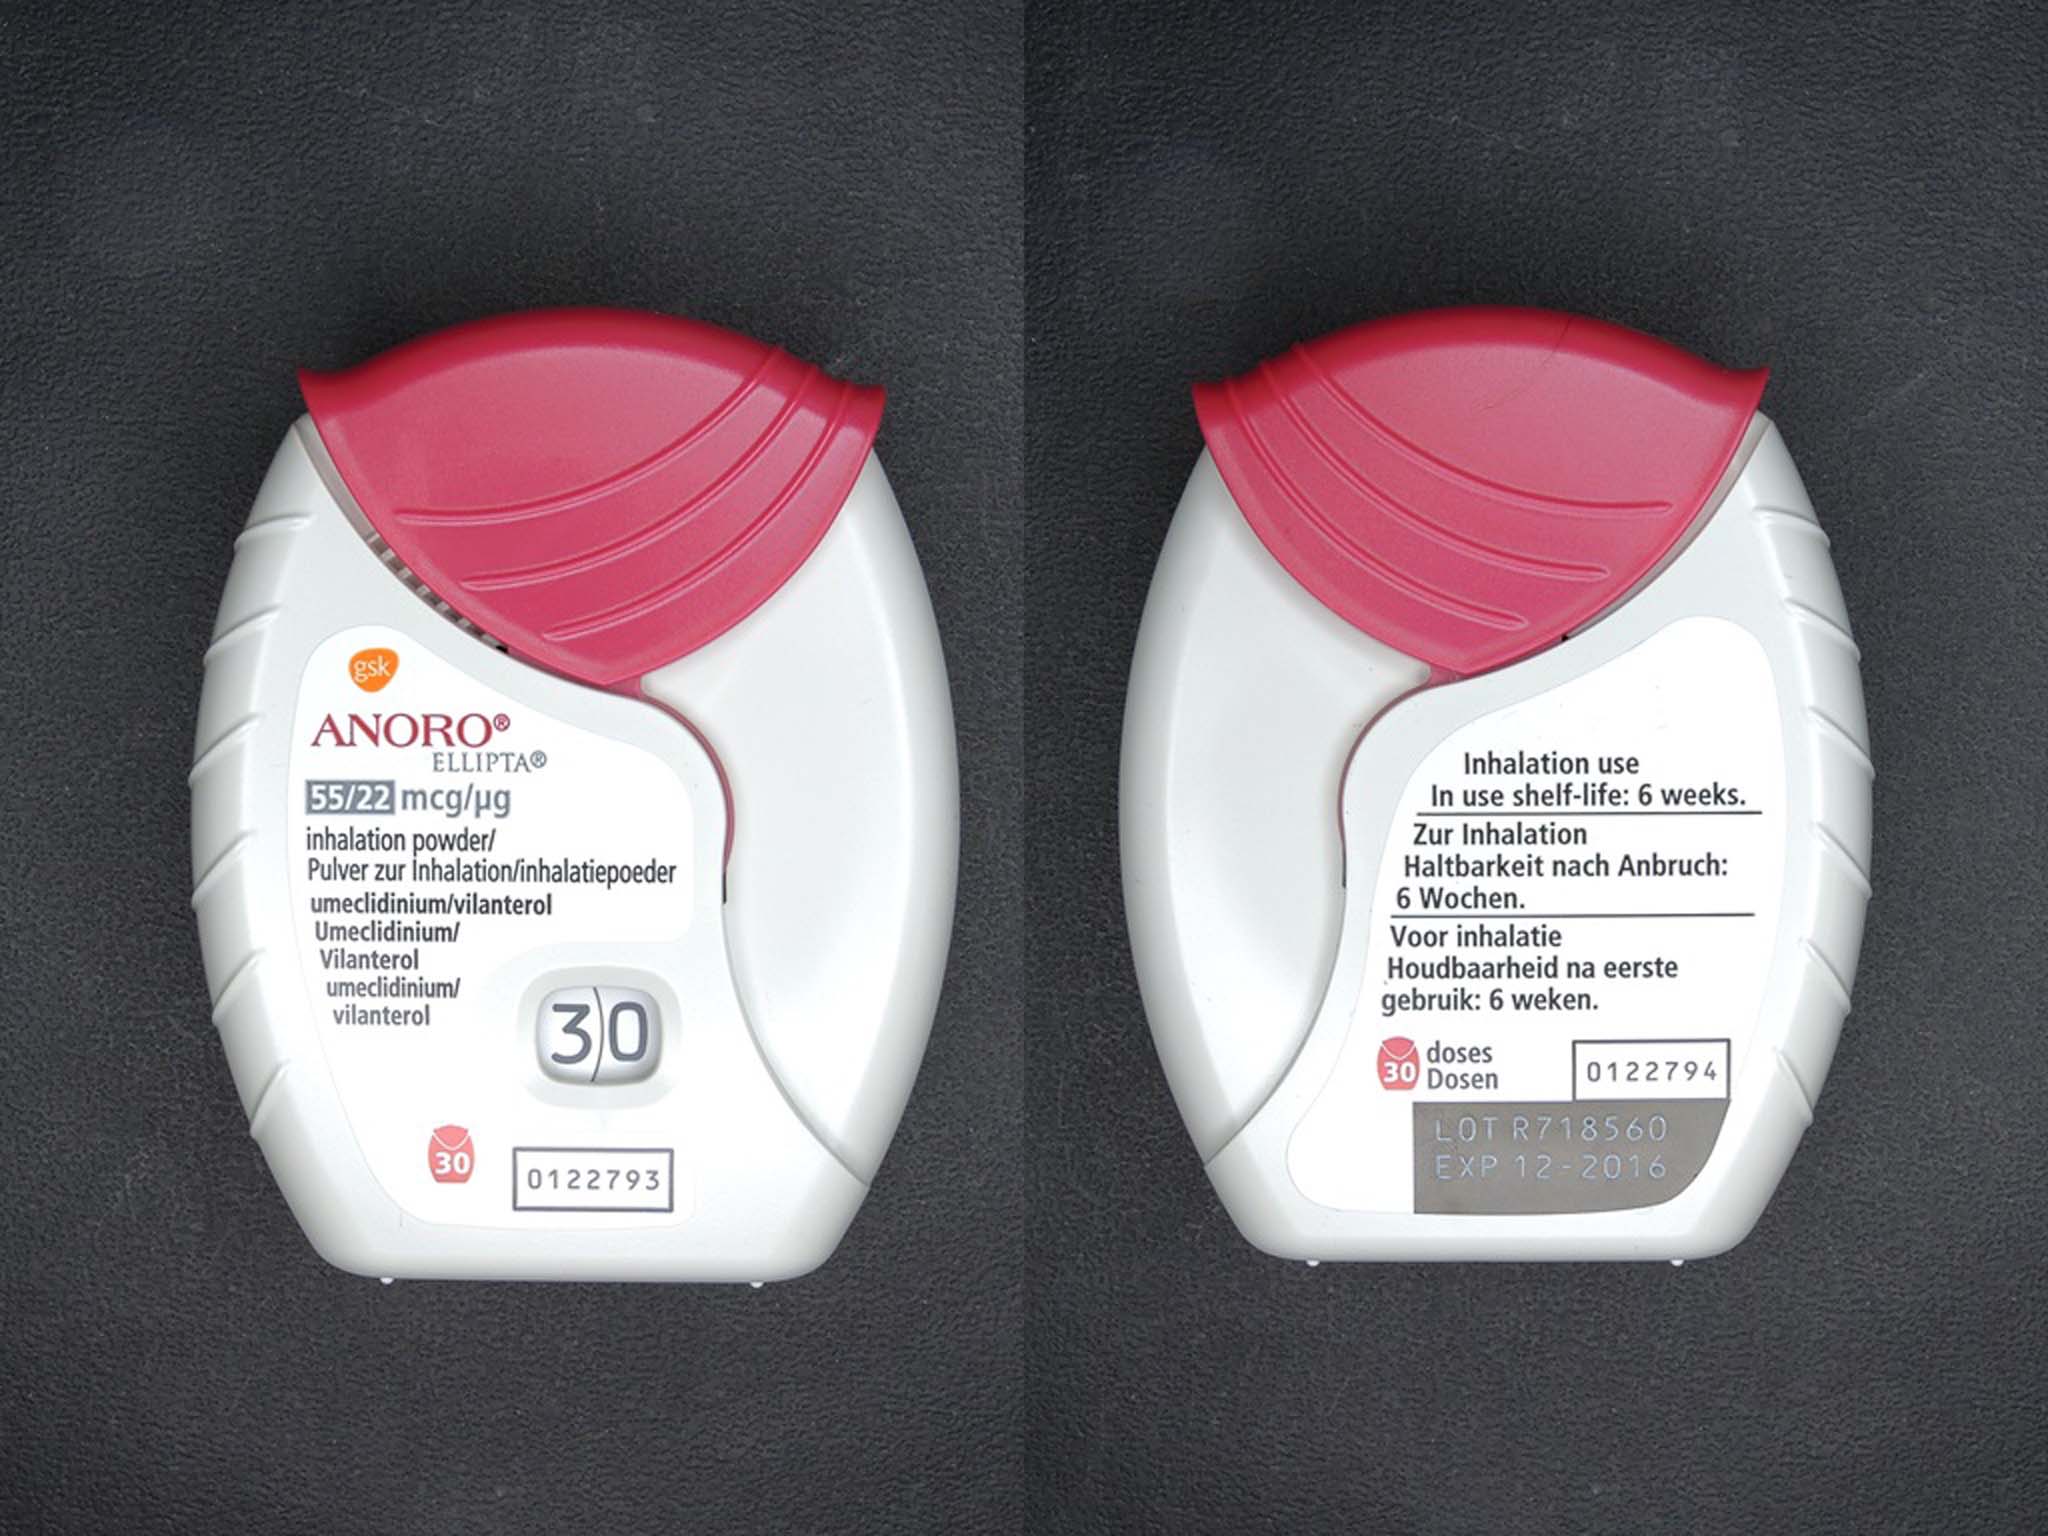 gsk
ANORO®
ELLIPTA®
55/22 mcg/µg
inhalation powder/
Pulver zur Inhalation/inhalatiepoeder
umeclidinium/vilanterol
Umeclidinium/
Vilanterol
umeclidinium/
vilanterol
30
30
0122793
Inhalation use
In use shelf-life: 6 weeks.
Zur Inhalation
Haltbarkeit nach Anbruch:
6 Wochen.
Voor inhalatie
Houdbaarheid na eerste
gebruik: 6 weken.
30 doses
Dosen
0122794
LOT R718560
EXP 12-2016